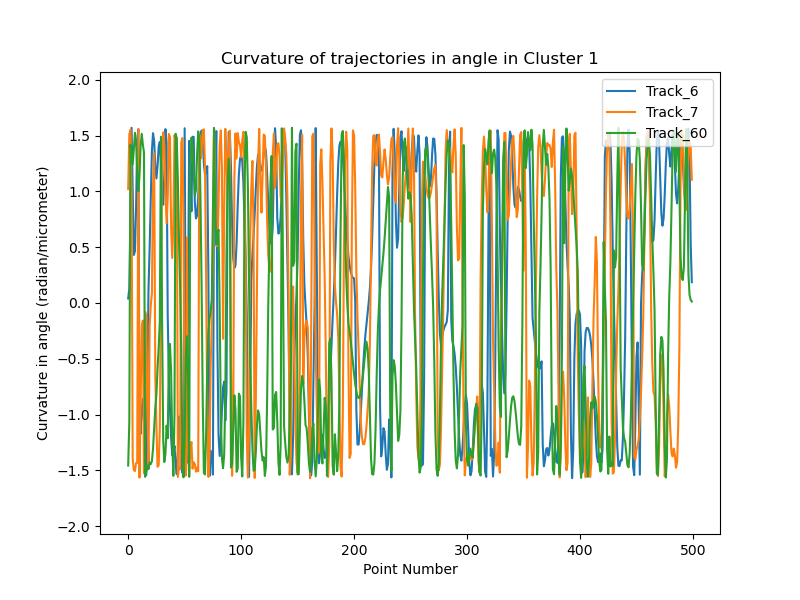 Curvature of trajectories in angle in Cluster 1
Track_6
Track_7
Track_60
2.0
1.5
1.0
0.5
0.0
−0.5
−1.0
−1.5
−2.0
Curvature in angle (radian/micrometer)
0
100
200
300
400
500
Point Number